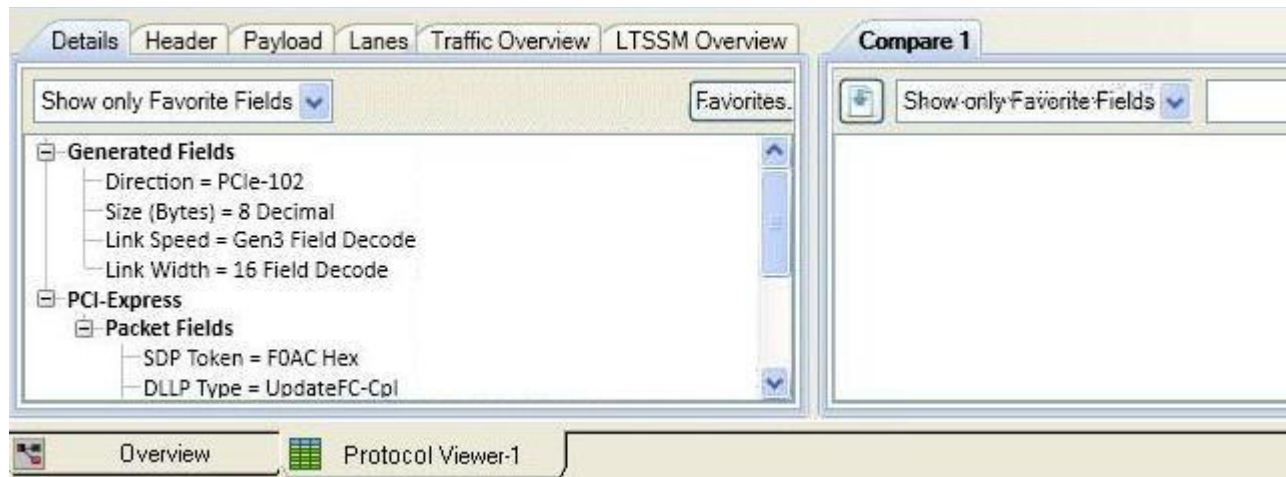 Details Header Payload Lanes Traffic Overview LTSSM Overview
Compare 1
Show only Favorite Fields
Favorites.
Show only Favorite Fields
Generated Fields
Direction = PCIe-102
Size (Bytes) = 8 Decimal
Link Speed = Gen3 Field Decode
Link Width = 16 Field Decode
PCI-Express
Packet Fields
SDP Token = F0AC Hex
DLLP Type = UpdateFC-Cpl
Overview
Protocol Viewer-1